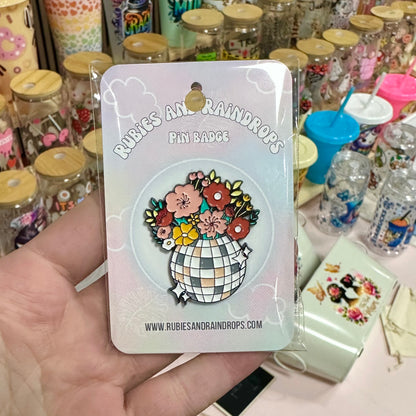 RUBIES AND RAINDROPS
PIN BADGE
WWW.RUBIESANDRAINDROPS.COM